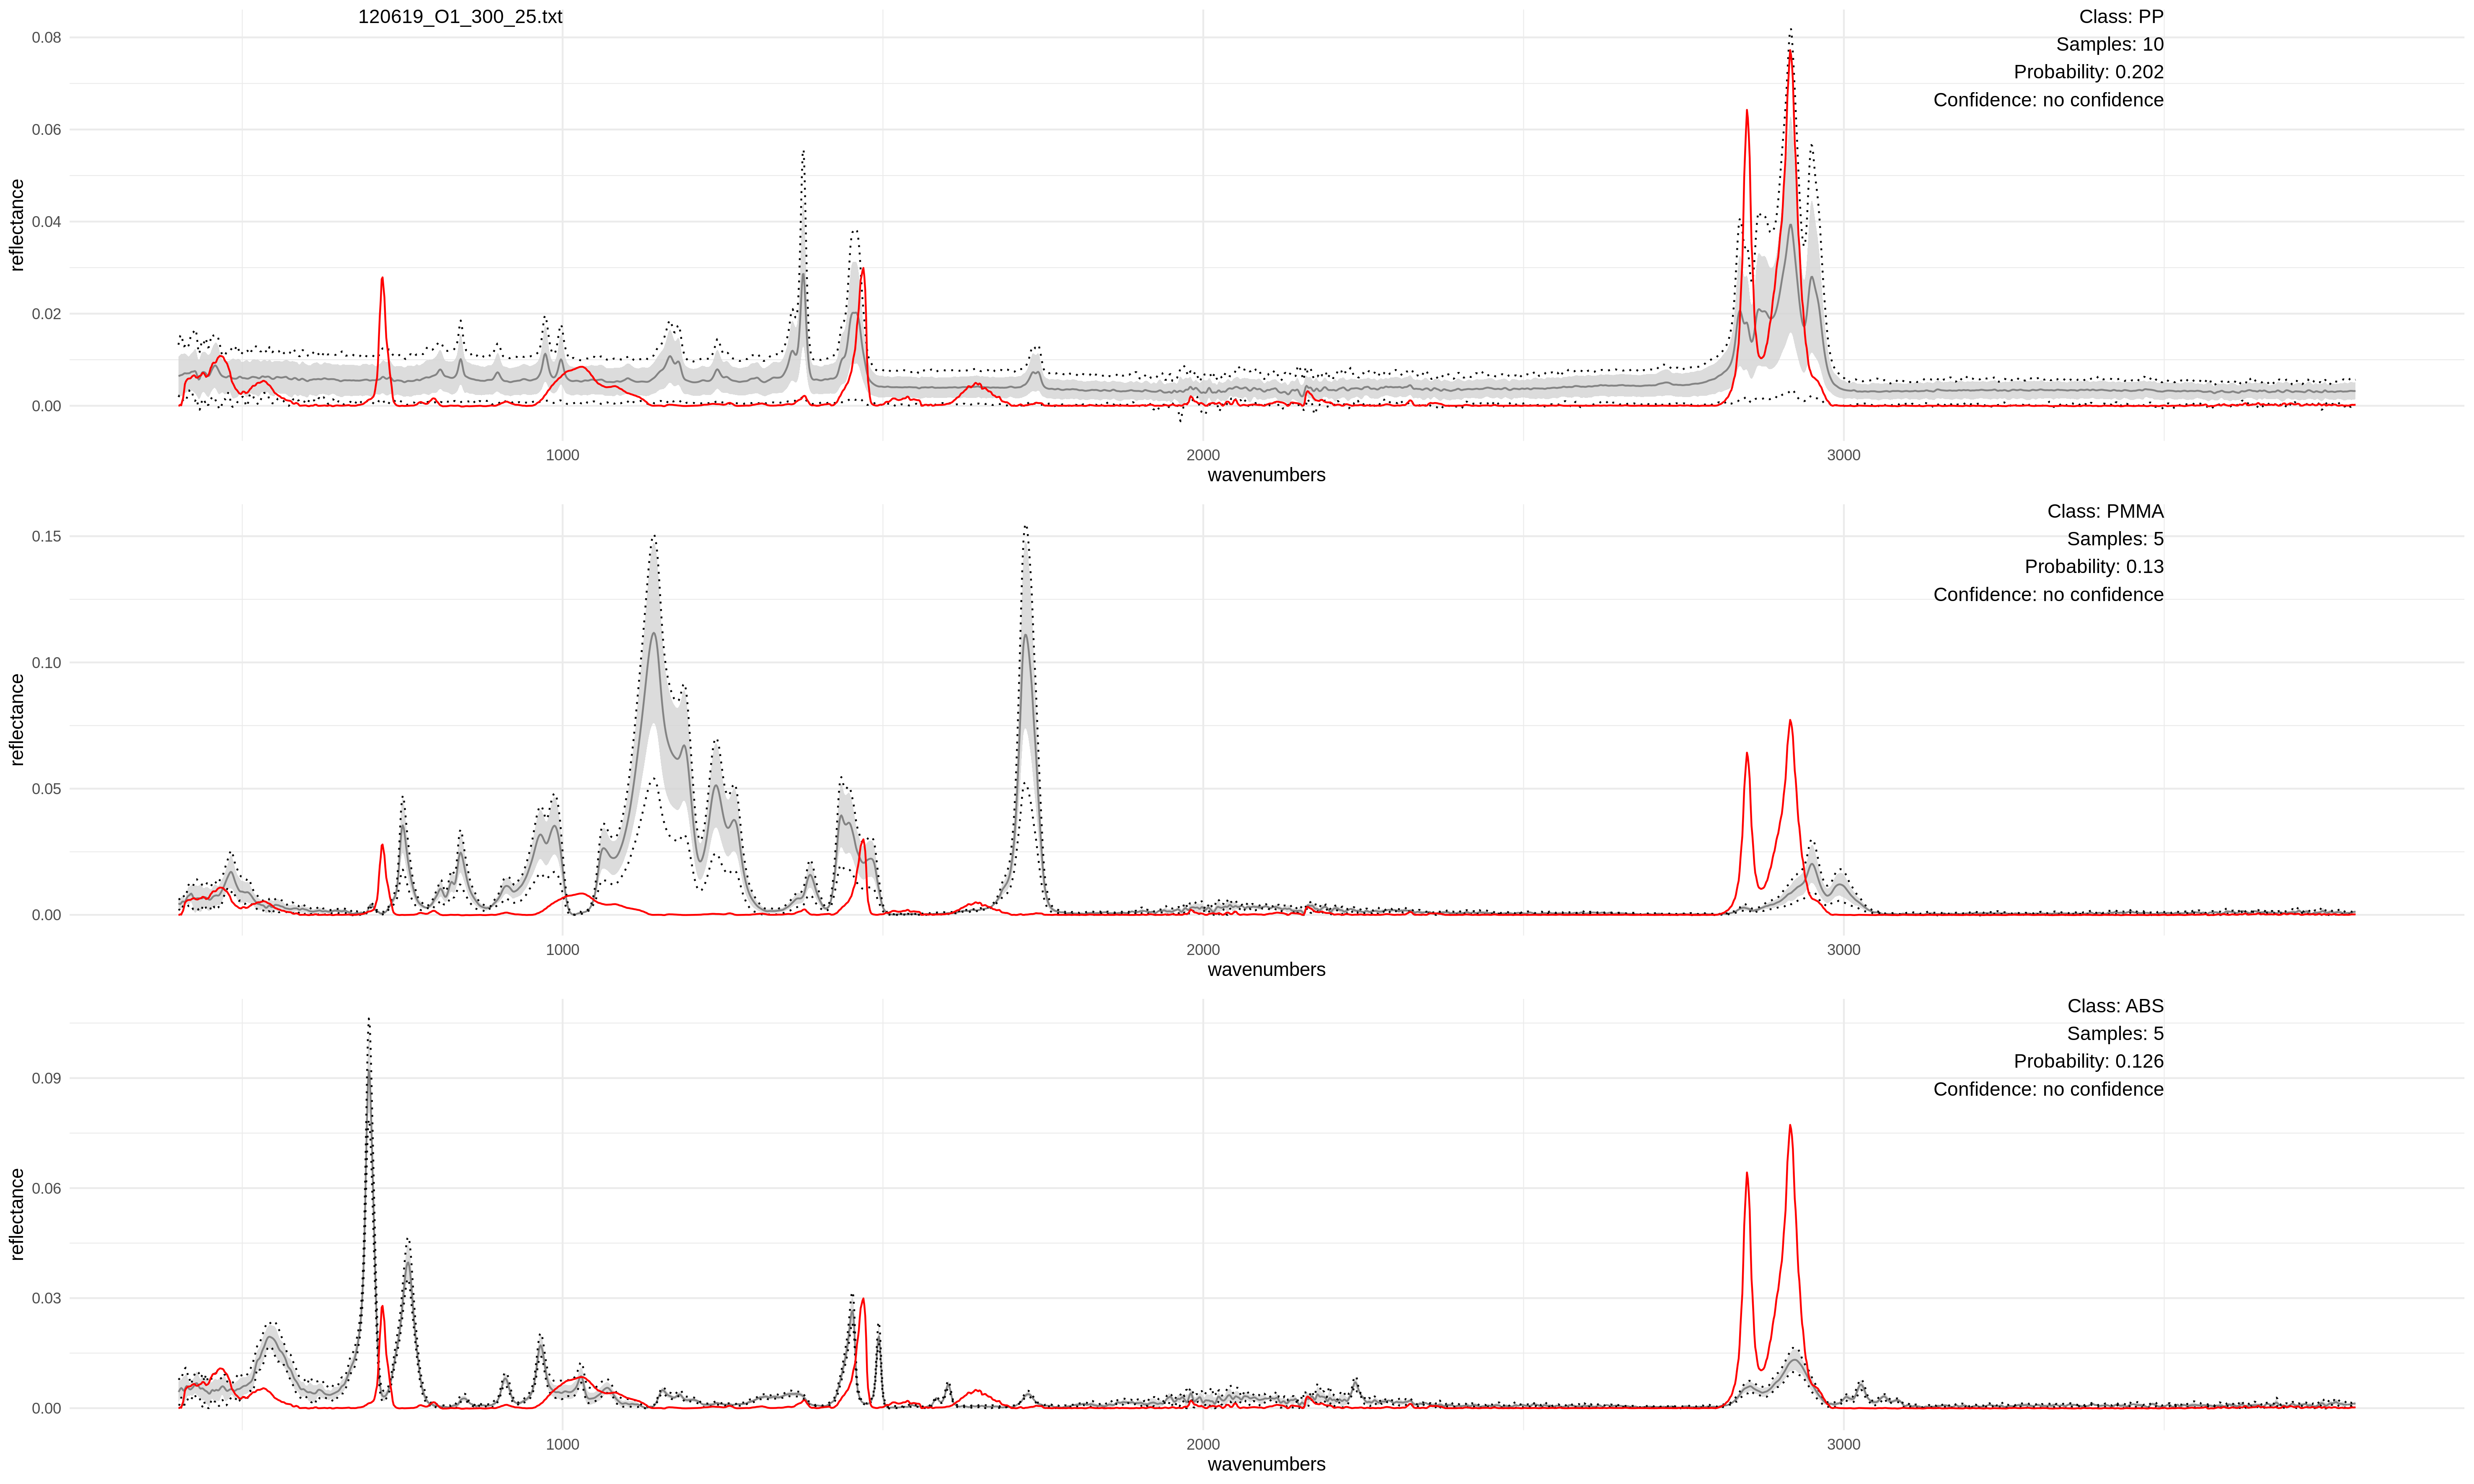 120619_O1_300_25.txt
Class: PP
Samples: 10
Probability: 0.202
Confidence: no confidence
reflectance
0.08
0.06
0.04
0.02
0.00
1000
2000
3000
wavenumbers
Class: PMMA
Samples: 5
Probability: 0.13
Confidence: no confidence
reflectance
0.15
0.10
0.05
0.00
1000
2000
3000
wavenumbers
Class: ABS
Samples: 5
Probability: 0.126
Confidence: no confidence
reflectance
0.09
0.06
0.03
0.00
1000
2000
3000
wavenumbers